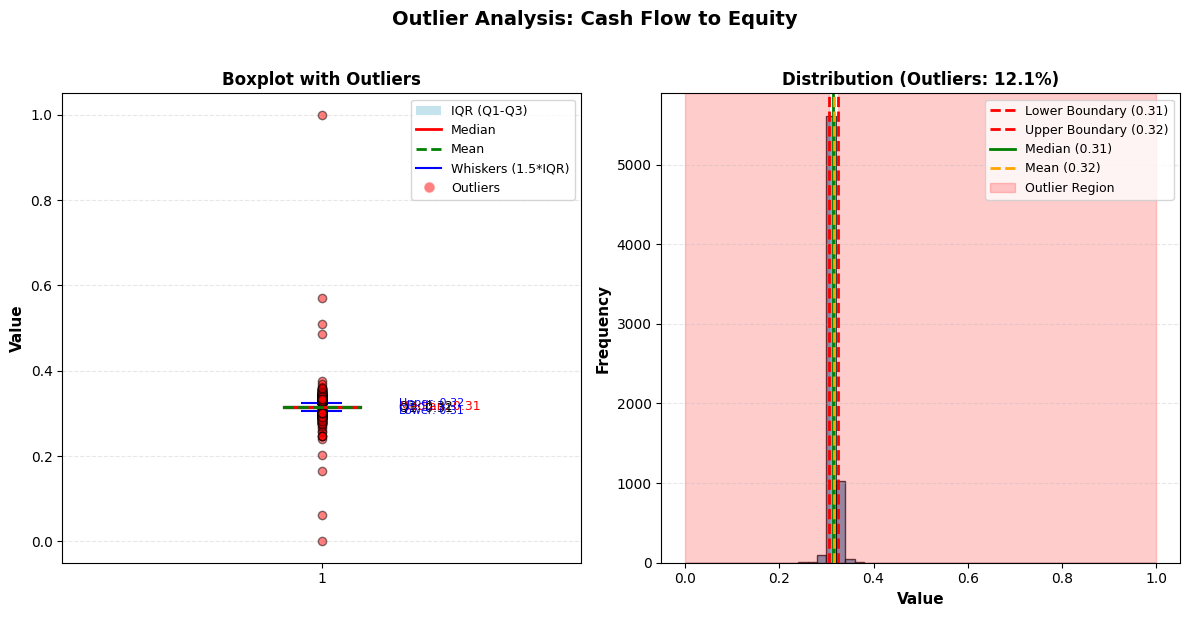 Outlier Analysis: Cash Flow to Equity
Boxplot with Outliers
Value
1.0
0.8
0.6
0.4
0.2
0.0
1
IQR (Q1-Q3)
Median
Mean
Whiskers (1.5*IQR)
Outliers
Upper: 0.32
Lower: 0.31
Distribution (Outliers: 12.1%)
Frequency
5000
4000
3000
2000
1000
0
0.0
0.2
0.4
0.6
0.8
1.0
Value
Lower Boundary (0.31)
Upper Boundary (0.32)
Median (0.31)
Mean (0.32)
Outlier Region